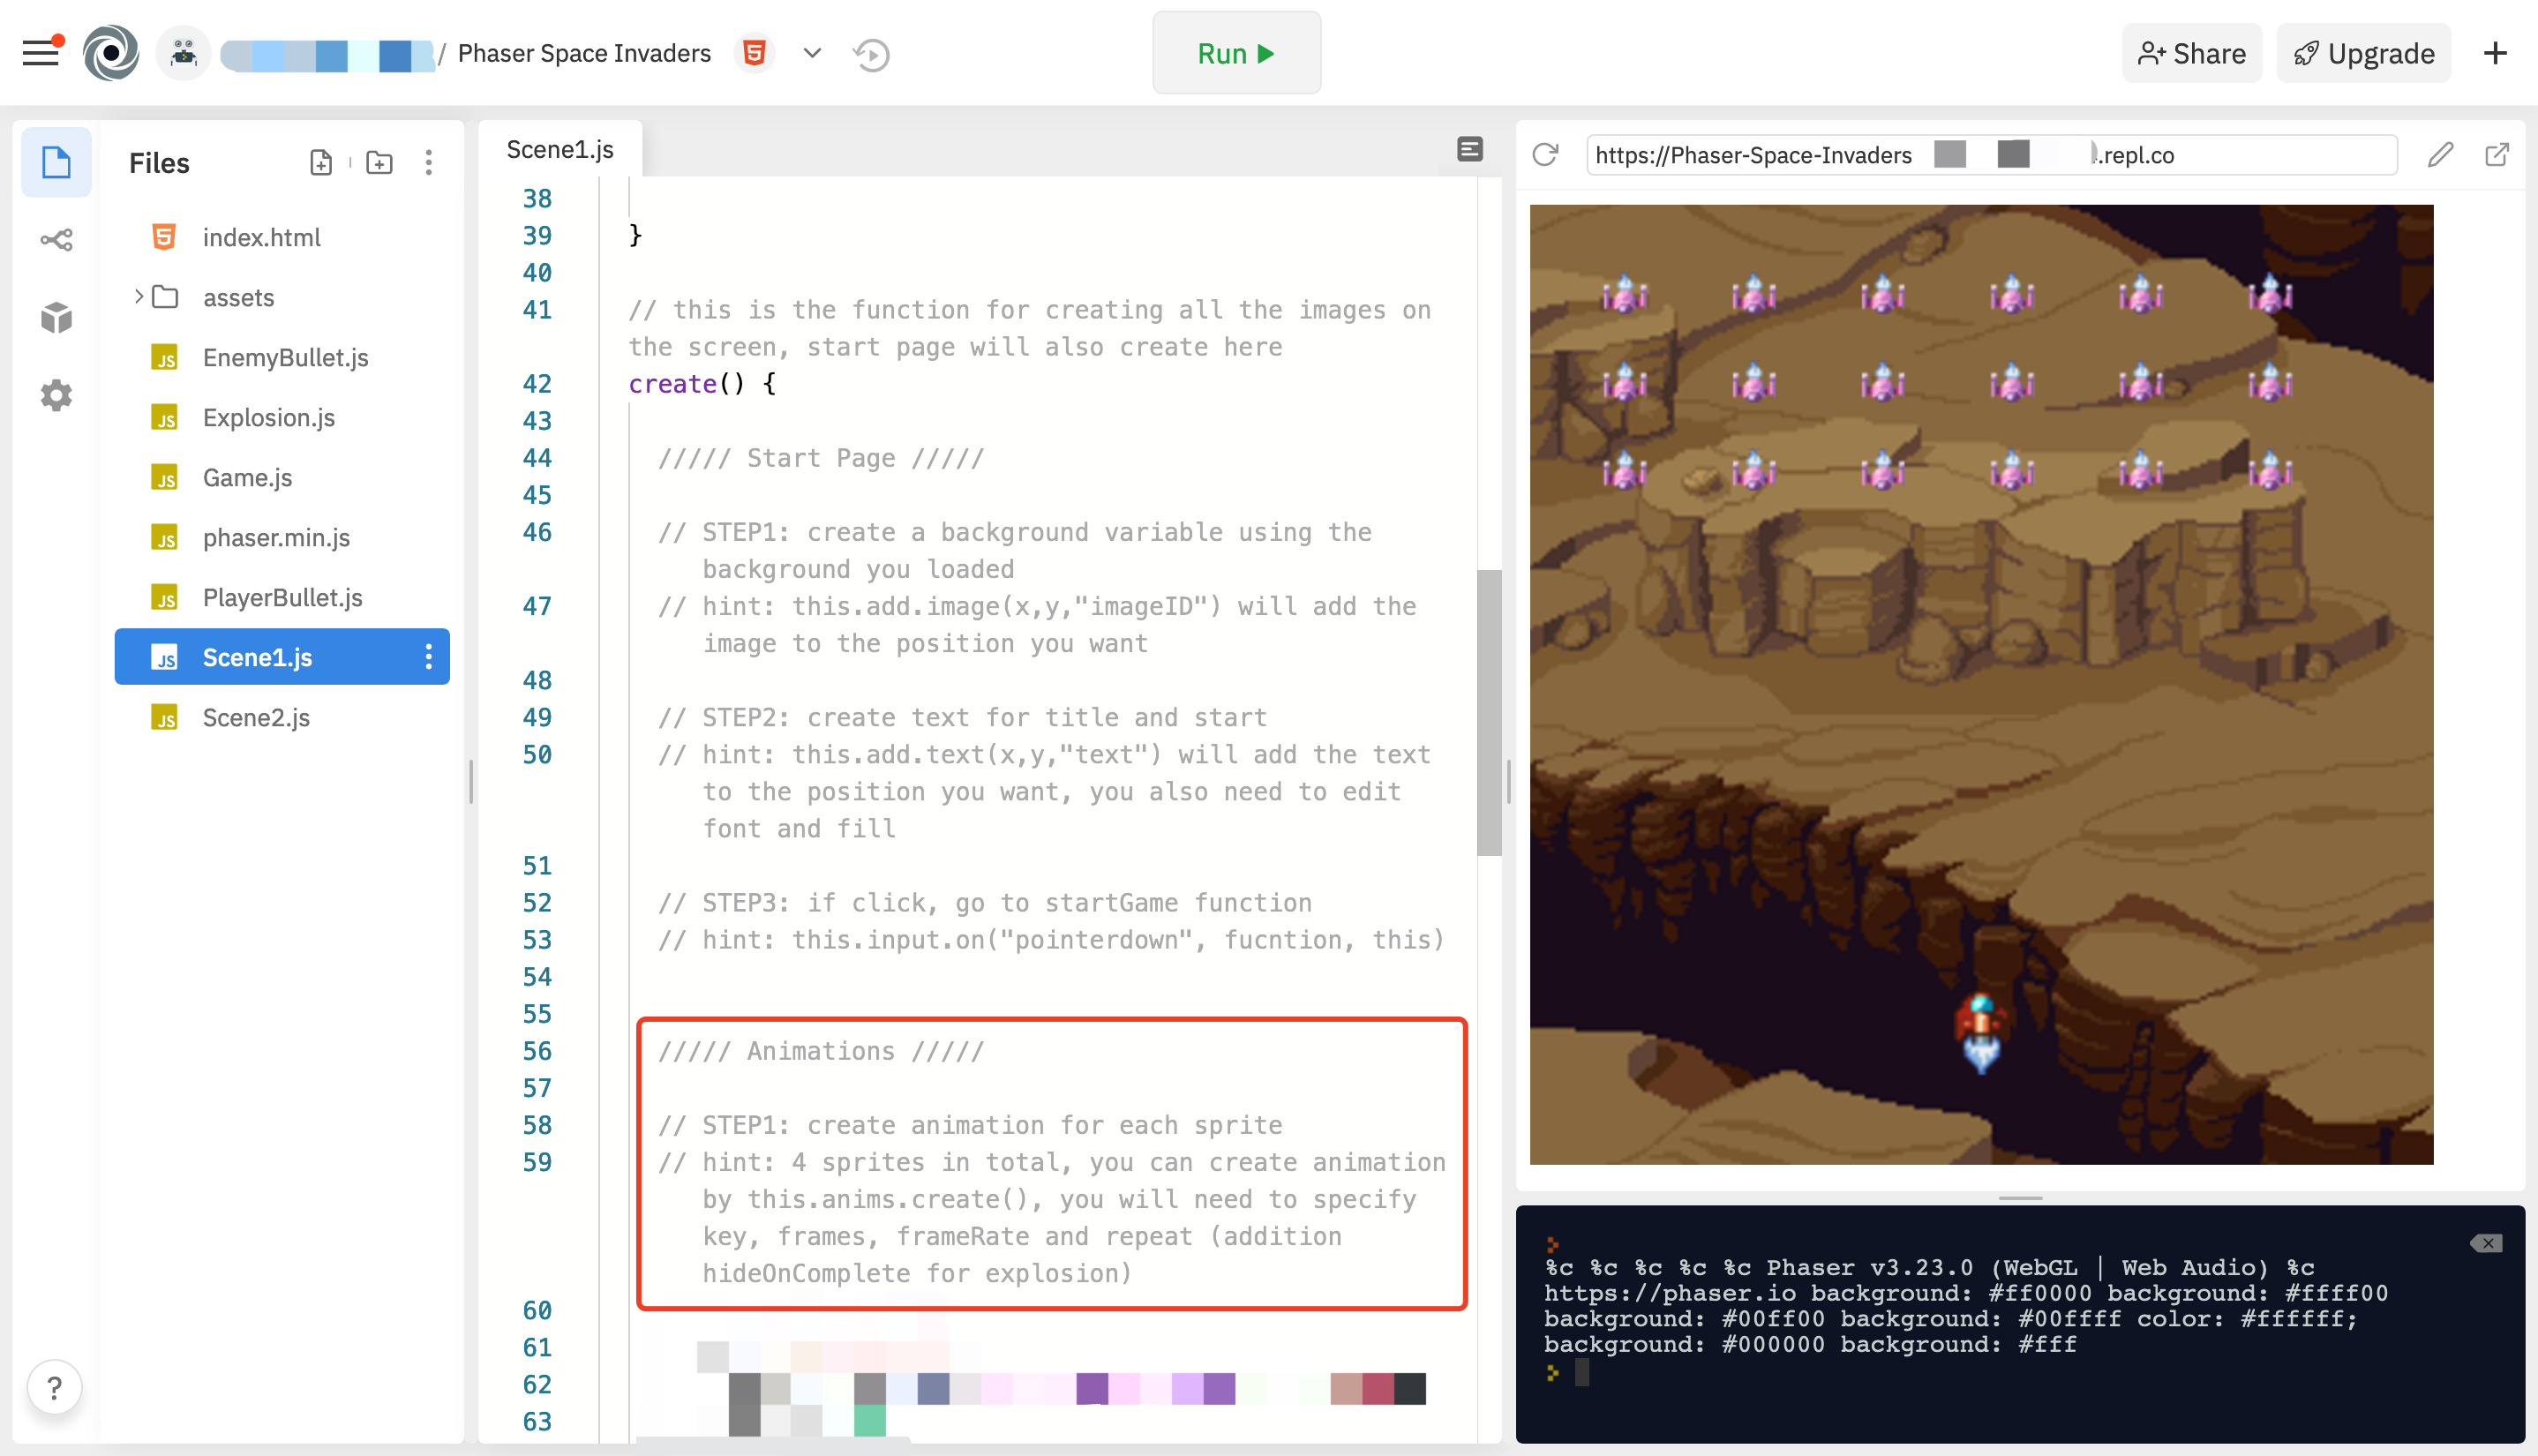 / Phaser Space Invaders
Run
Share
Upgrade
Files
index.html
assets
JS EnemyBullet.js
JS Explosion.js
JS Game.js
JS phaser.min.js
JS PlayerBullet.js
JS Scene1.js
JS Scene2.js
?
Scene1.js
38
39 }
40
41 // this is the function for creating all the images on
the screen, start page will also create here
42 create() {
43
44 ///// Start Page /////
45
46 // STEP1: create a background variable using the
background you loaded
47 // hint: this.add.image(x,y,"imageID") will add the
image to the position you want
48
49 // STEP2: create text for title and start
50 // hint: this.add.text(x,y,"text") will add the text
to the position you want, you also need to edit
font and fill
51
52 // STEP3: if click, go to startGame function
53 // hint: this.input.on("pointerdown", fucntion, this)
54
55
56 ///// Animations /////
57
58 // STEP1: create animation for each sprite
59 // hint: 4 sprites in total, you can create animation
by this.anims.create(), you will need to specify
key, frames, frameRate and repeat (addition
hideOnComplete for explosion)
60
61
62
63
https://Phaser-Space-Invaders .repl.co
%c %c %c %c %c Phaser v3.23.0 (WebGL | Web Audio) %c
https://phaser.io background: #ff0000 background: #ffff00
background: #00ff00 background: #00ffff color: #ffffff;
background: #000000 background: #fff